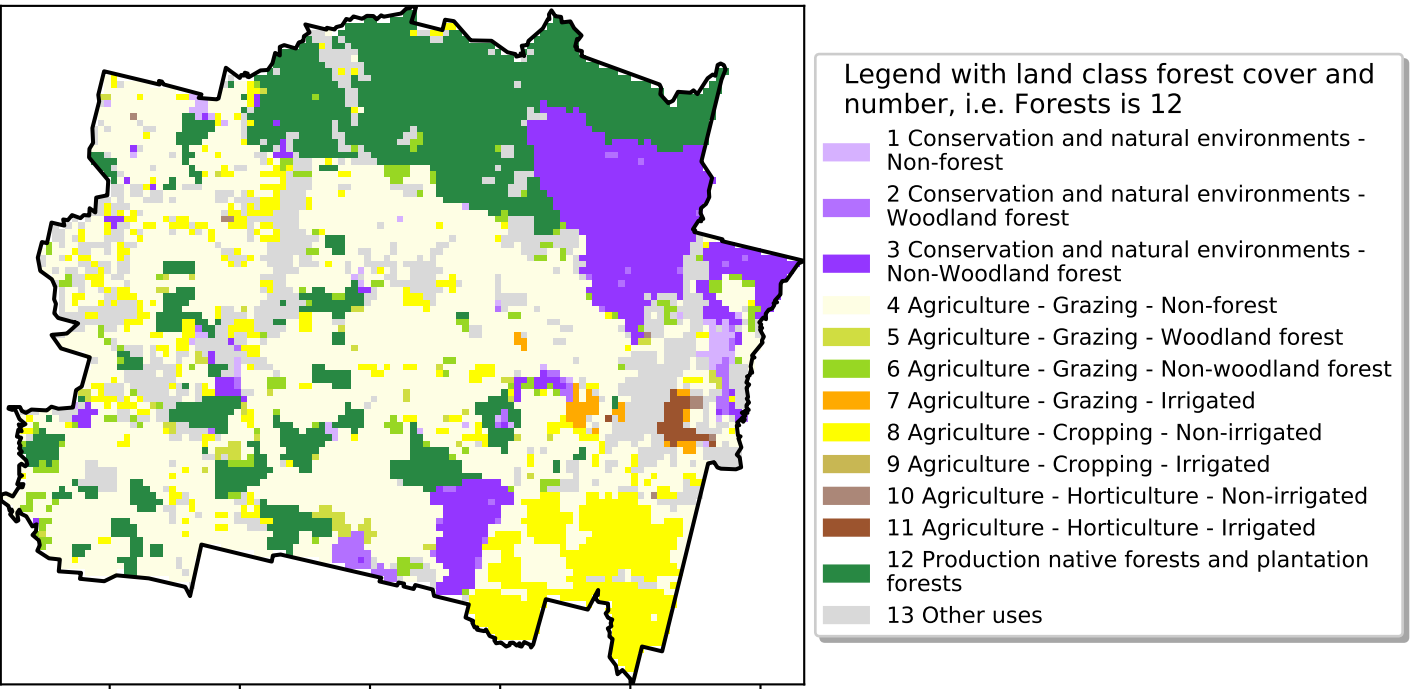 Legend with land class forest cover and
number, i.e. Forests is 12
1 Conservation and natural environments -
Non-forest
2 Conservation and natural environments -
Woodland forest
3 Conservation and natural environments -
Non-Woodland forest
4 Agriculture - Grazing - Non-forest
5 Agriculture - Grazing - Woodland forest
6 Agriculture - Grazing - Non-woodland forest
7 Agriculture - Grazing - Irrigated
8 Agriculture - Cropping - Non-irrigated
9 Agriculture - Cropping - Irrigated
10 Agriculture - Horticulture - Non-irrigated
11 Agriculture - Horticulture - Irrigated
12 Production native forests and plantation
forests
13 Other uses